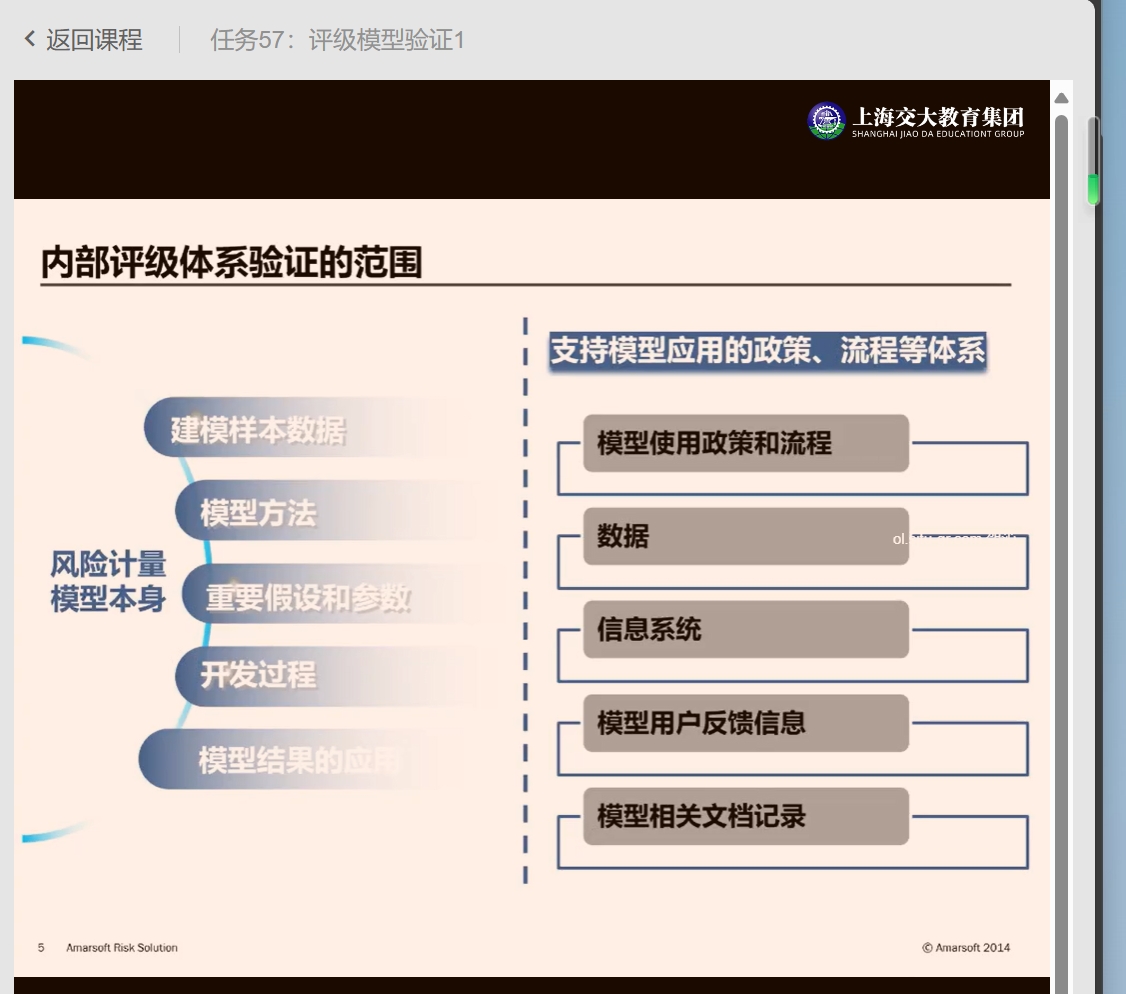 返回课程
任务57：评级模型验证1
上海交大教育集团
SHANGHAI JIAO DA EDUCATIONT GROUP
内部评级体系验证的范围
风险计量
模型本身
建模样本数据
模型方法
重要假设和参数
开发过程
模型结果的应用
支持模型应用的政策、流程等体系
模型使用政策和流程
数据
信息系统
模型用户反馈信息
模型相关文档记录
5
Amarsoft Risk Solution
© Amarsoft 2014